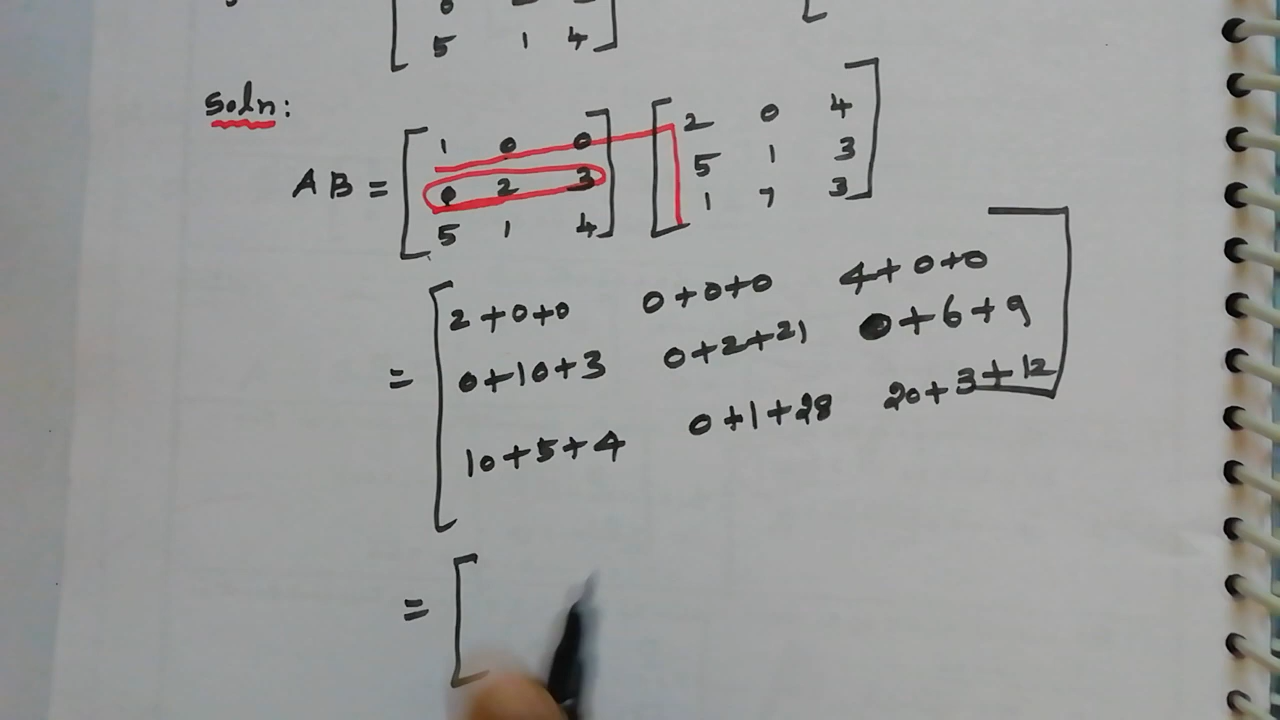 5 1 4
Soln:
AB = [ 1 0 0 ] [ 2 0 4 ]
[ 0 2 3 ] [ 5 1 3 ]
[ 5 1 4 ] [ 1 7 3 ]
= [ 2+0+0 0+0+0 4+0+0 ]
0+10+3 0+2+21 0+6+9
10+5+4 0+1+28 20+3+12
= [